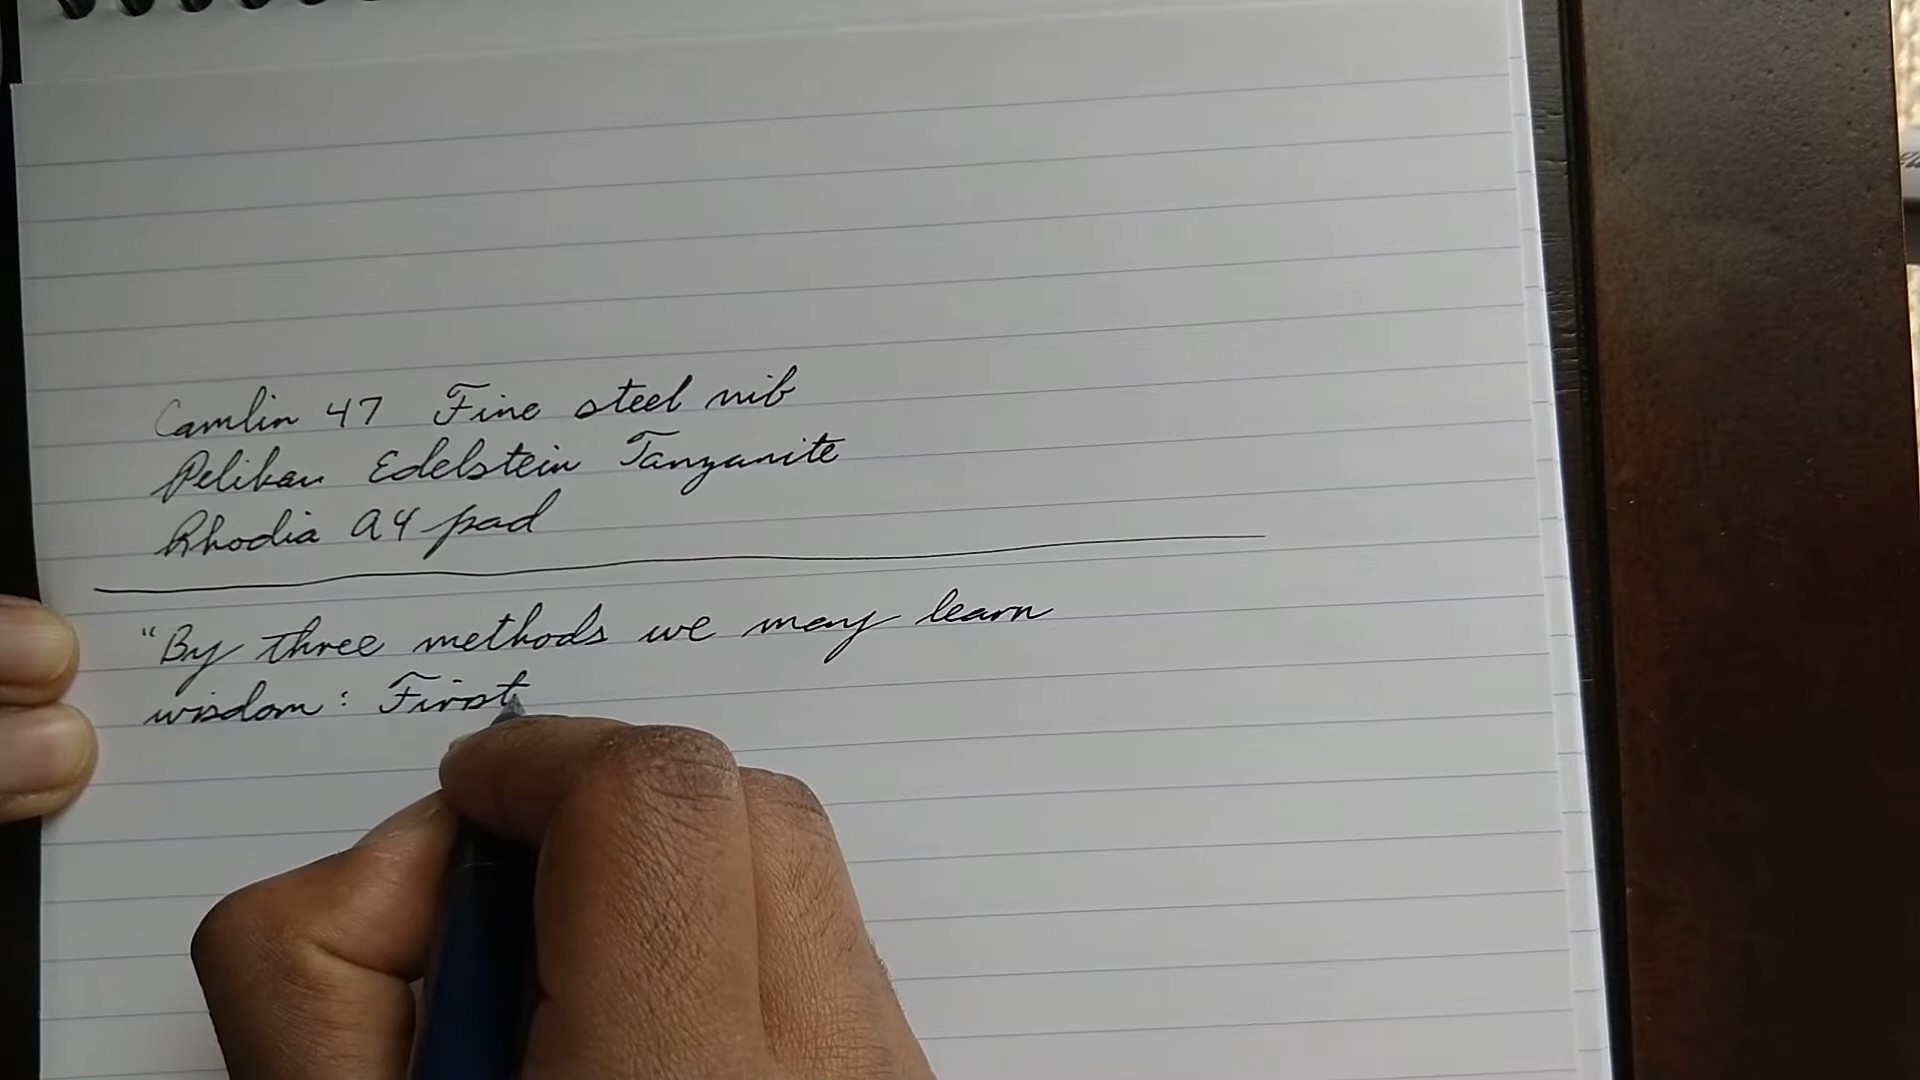 Camlin 47 Fine steel nib
Pelikan Edelstein Tanzanite
Rhodia A4 pad
"By three methods we may learn
wisdom: First